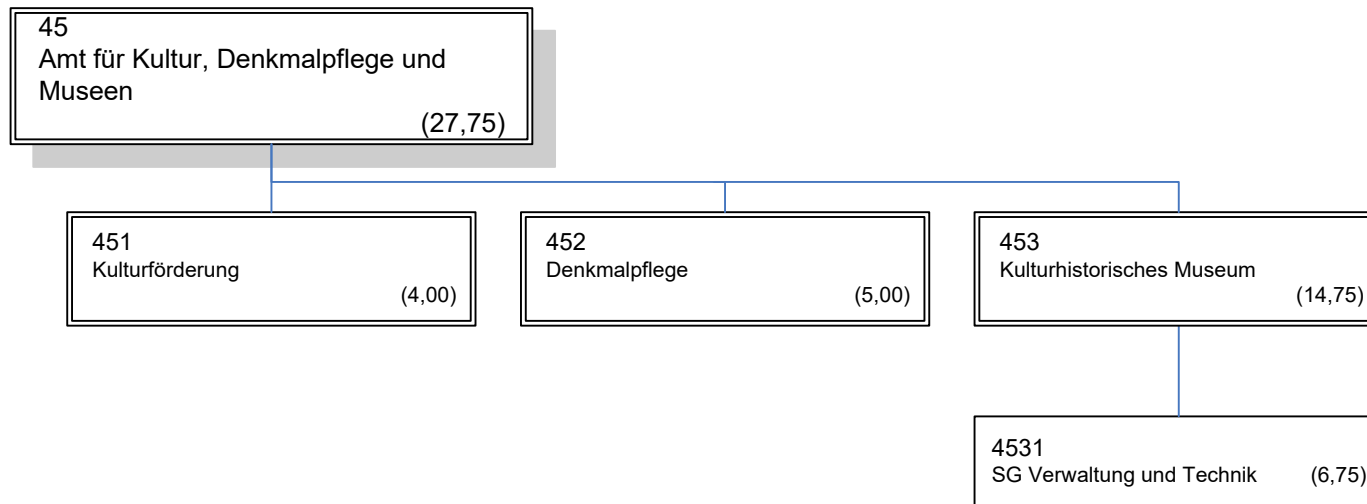 45
Amt für Kultur, Denkmalpflege und
Museen
(27,75)
451
Kulturförderung
(4,00)
452
Denkmalpflege
(5,00)
453
Kulturhistorisches Museum
(14,75)
4531
SG Verwaltung und Technik (6,75)